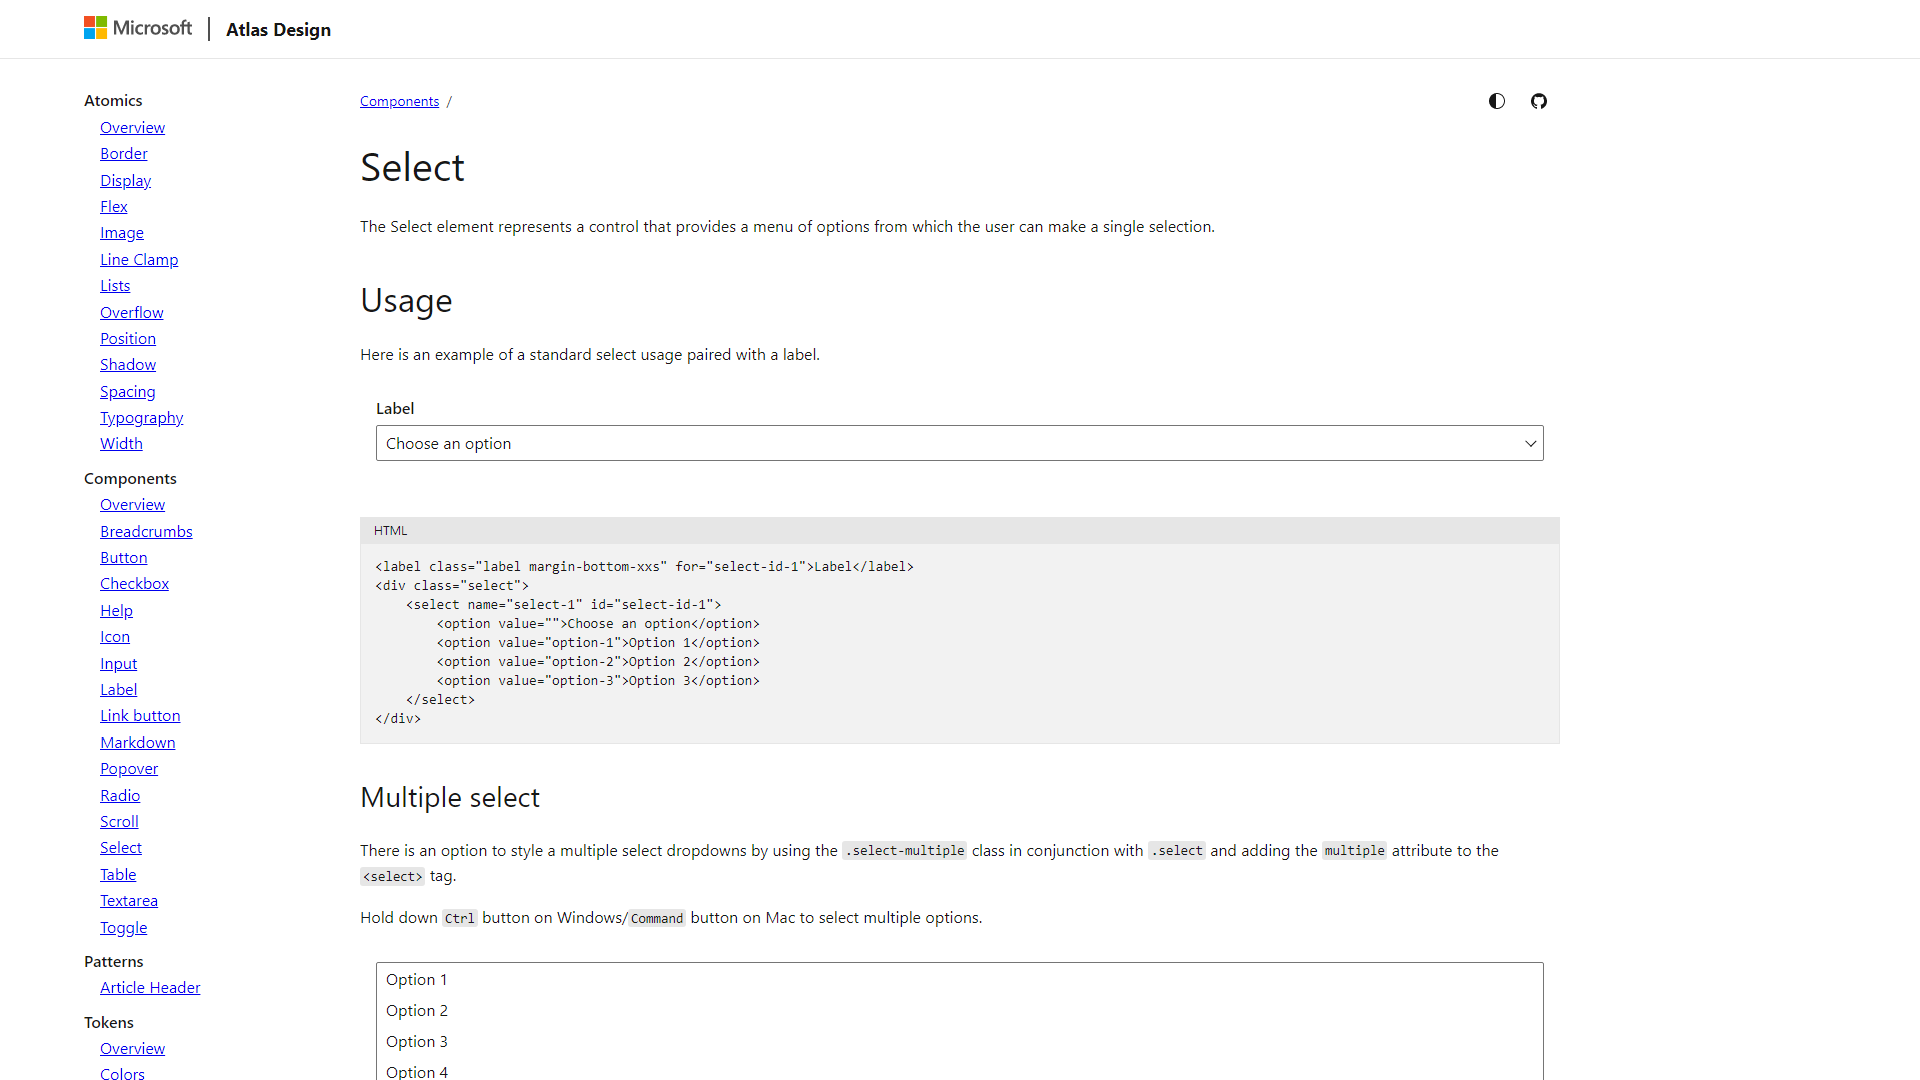 Microsoft
Atlas Design
Atomics
Overview
Border
Display
Flex
Image
Line Clamp
Lists
Overflow
Position
Shadow
Spacing
Typography
Width
Components
Overview
Breadcrumbs
Button
Checkbox
Help
Icon
Input
Label
Link button
Markdown
Popover
Radio
Scroll
Select
Table
Textarea
Toggle
Patterns
Article Header
Tokens
Overview
Colors
Components /
Select
The Select element represents a control that provides a menu of options from which the user can make a single selection.
Usage
Here is an example of a standard select usage paired with a label.
Label
Choose an option
HTML
<label class="label margin-bottom-xxs" for="select-id-1">Label</label>
<div class="select">
    <select name="select-1" id="select-id-1">
        <option value="">Choose an option</option>
        <option value="option-1">Option 1</option>
        <option value="option-2">Option 2</option>
        <option value="option-3">Option 3</option>
    </select>
</div>
Multiple select
There is an option to style a multiple select dropdowns by using the .select-multiple class in conjunction with .select and adding the multiple attribute to the
<select> tag.
Hold down Ctrl button on Windows/Command button on Mac to select multiple options.
Option 1
Option 2
Option 3
Option 4